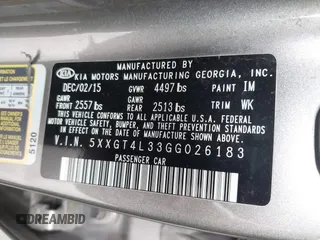 MANUFACTURED BY
KIA KIA MOTORS MANUFACTURING GEORGIA, INC.
DEC/02/15 GVWR 4497 lbs PAINT IM
GAWR FRONT 2557 lbs GAWR REAR 2513 lbs TRIM WK
THIS VEHICLE CONFORMS TO ALL APPLICABLE FEDERAL MOTOR VEHICLE
SAFETY, BUMPER, AND THEFT PREVENTION STANDARDS IN EFFECT
ON THE DATE OF MANUFACTURE SHOWN ABOVE.
V.I.N. 5XXGT4L33GG026183
PASSENGER CAR
5120
DREAMBID